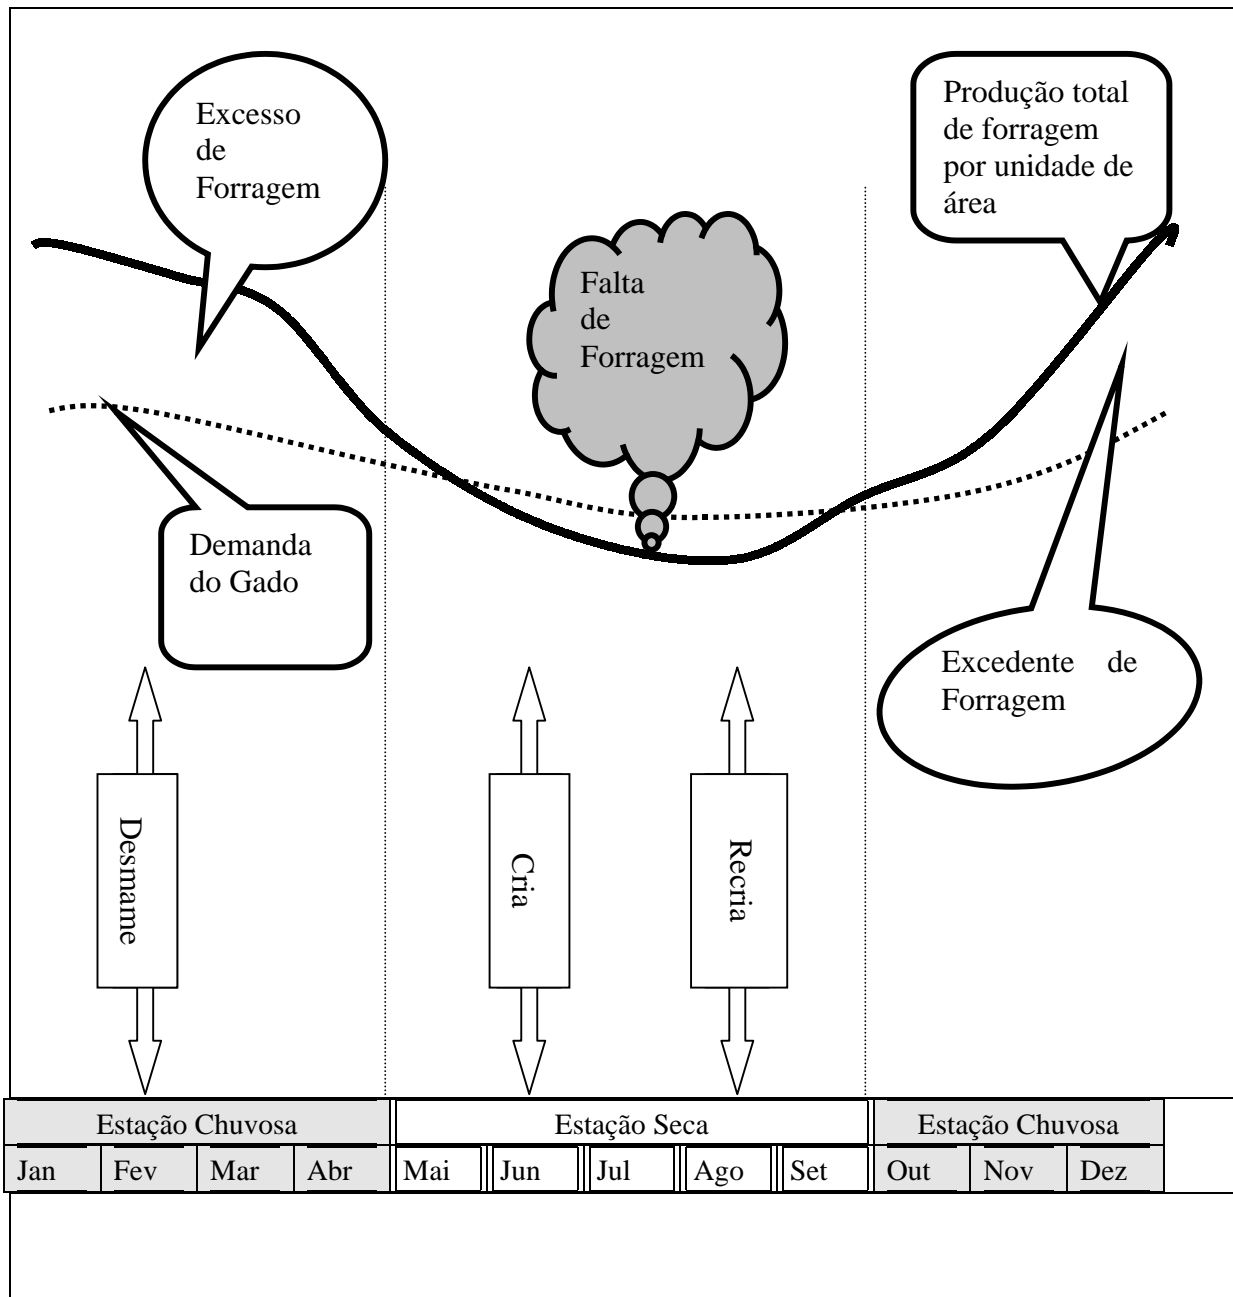 Excesso
de
Forragem
Produção total
de forragem
por unidade de
área
Falta
de
Forragem
Demanda
do Gado
Excedente de
Forragem
Desmame
Cria
Recria
Estação Chuvosa Estação Seca Estação Chuvosa
Jan Fev Mar Abr Mai Jun Jul Ago Set Out Nov Dez